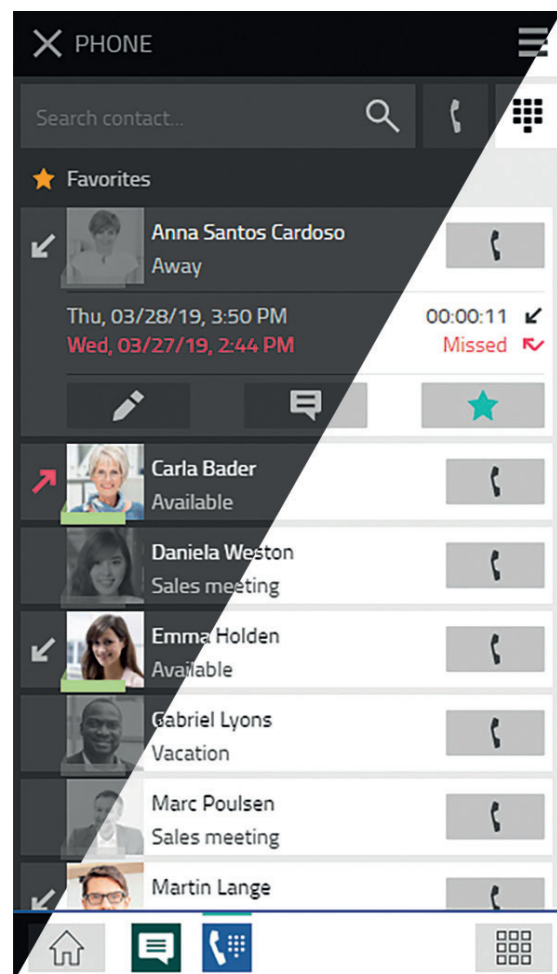 PHONE
Search contact...
Favorites
Anna Santos Cardoso
Away
Thu, 03/28/19, 3:50 PM 00:00:11
Wed, 03/27/19, 2:44 PM Missed
Carla Bader
Available
Daniela Weston
Sales meeting
Emma Holden
Available
Gabriel Lyons
Vacation
Marc Poulsen
Sales meeting
Martin Lange